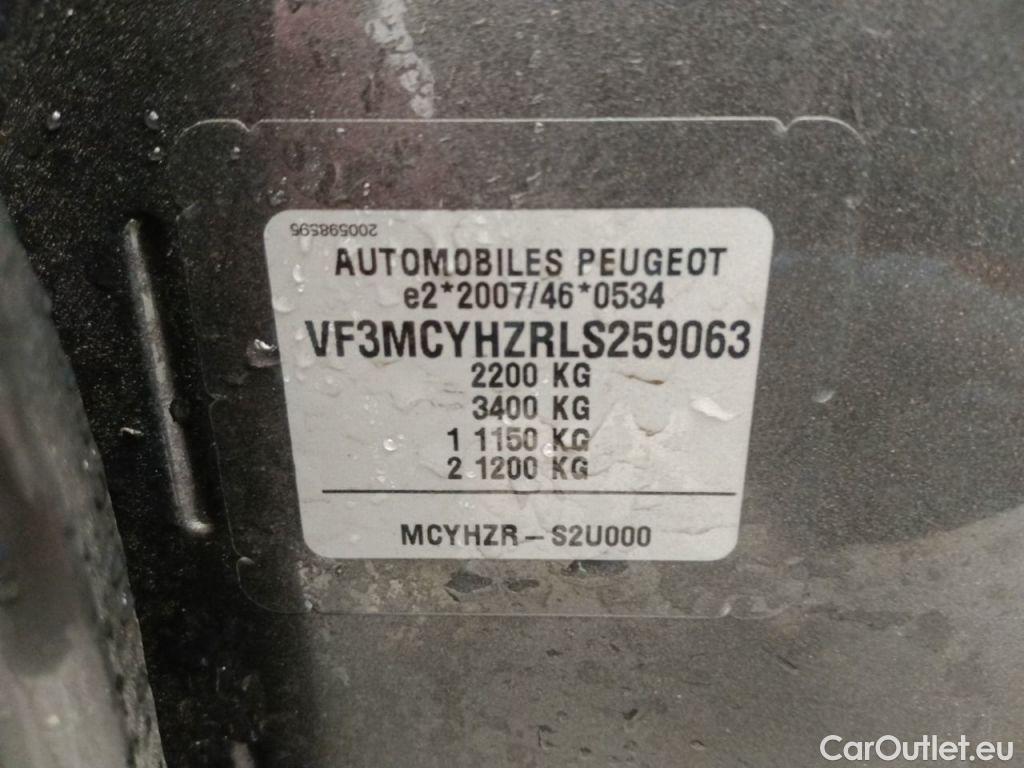 200598595
AUTOMOBILES PEUGEOT
e2*2007/46*0534
VF3MCYHZRLS259063
2200 KG
3400 KG
1 1150 KG
2 1200 KG
MCYHZR – S2U000
CarOutlet.eu